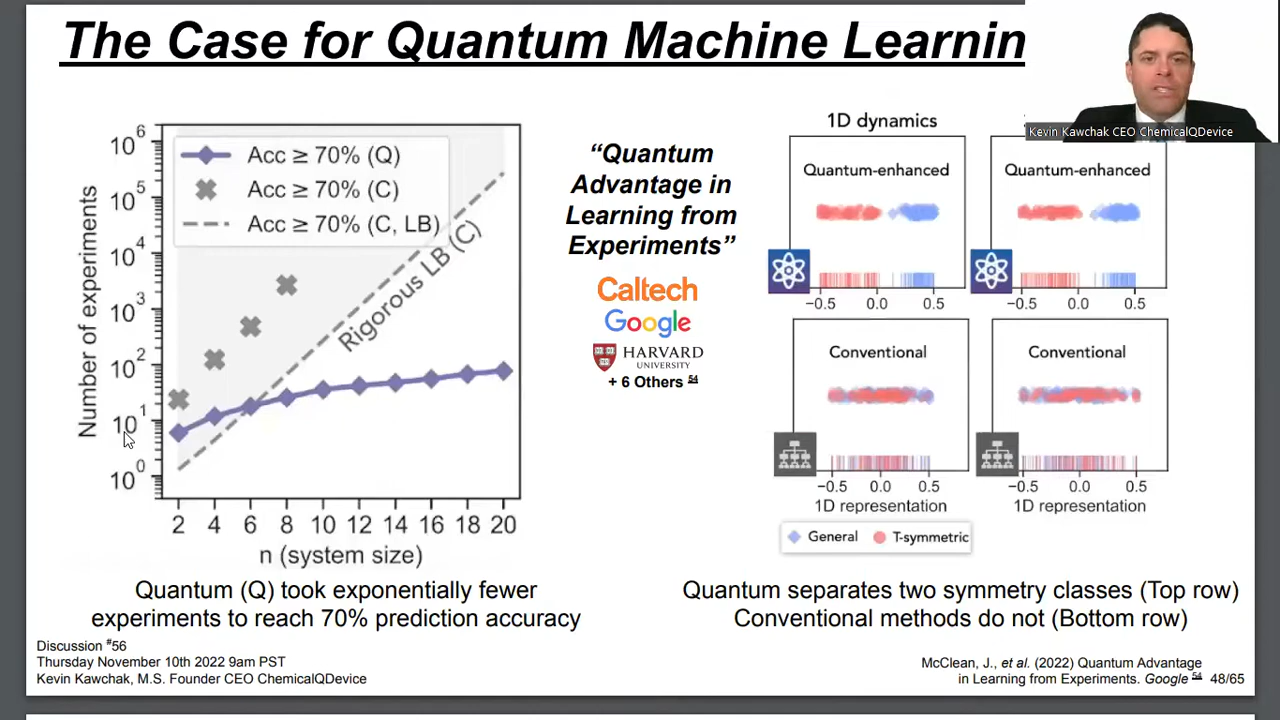 The Case for Quantum Machine Learnin
Kevin Kawchak CEO ChemicalQDevice
10^6
10^5
10^4
10^3
10^2
10^1
10^0
Number of experiments
Acc ≥ 70% (Q)
Acc ≥ 70% (C)
Acc ≥ 70% (C, LB)
Rigorous LB (C)
2 4 6 8 10 12 14 16 18 20
n (system size)
Quantum (Q) took exponentially fewer
experiments to reach 70% prediction accuracy
“Quantum
Advantage in
Learning from
Experiments”
Caltech
Google
HARVARD
UNIVERSITY
+ 6 Others 54
1D dynamics
Quantum-enhanced
Quantum-enhanced
−0.5 0.0 0.5
−0.5 0.0 0.5
Conventional
Conventional
−0.5 0.0 0.5
−0.5 0.0 0.5
1D representation
1D representation
General T-symmetric
Quantum separates two symmetry classes (Top row)
Conventional methods do not (Bottom row)
Discussion #56
Thursday November 10th 2022 9am PST
Kevin Kawchak, M.S. Founder CEO ChemicalQDevice
McClean, J., et al. (2022) Quantum Advantage
in Learning from Experiments. Google 54 48/65